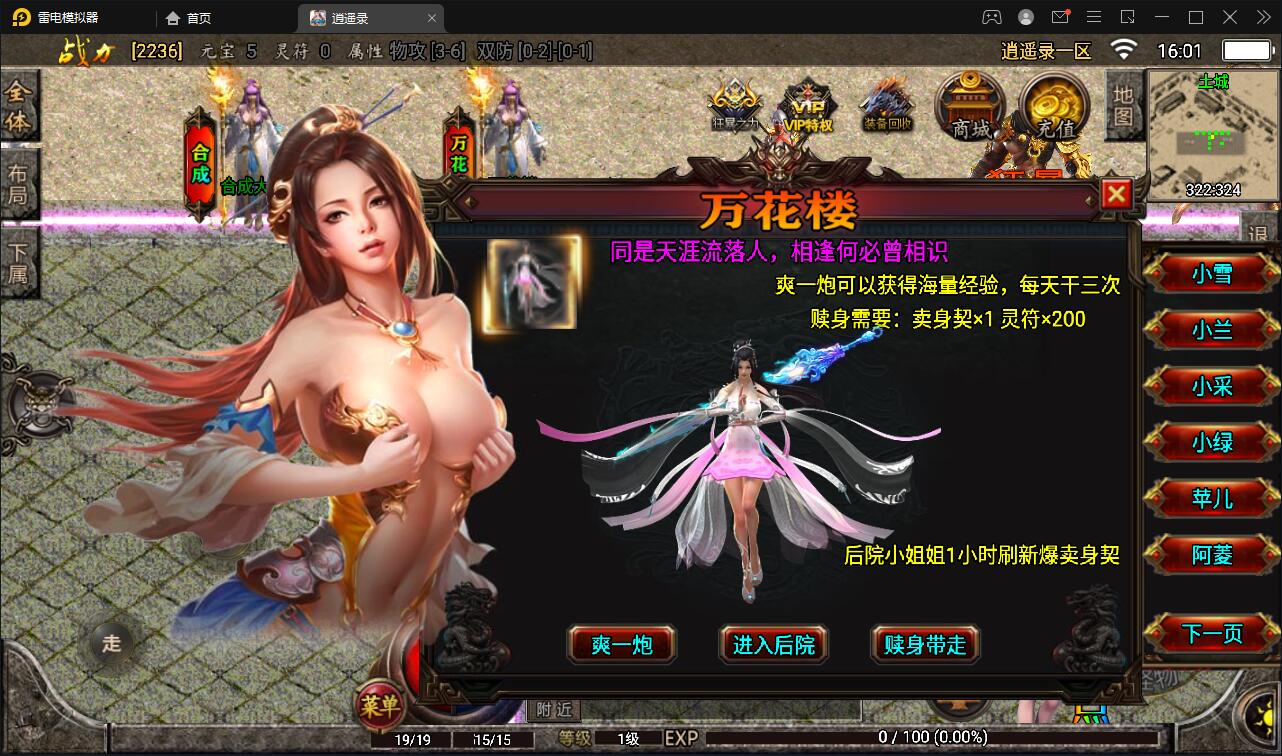 雷电模拟器 首页 逍遥录
战力 [2236] 元宝 5 灵符 0 属性 物攻 [3-6] 双防 [0-2]-[0-1] 逍遥录一区 16:01
全体
布局
下属
合成
合成大
万花
狂暴之力
VIP
VIP特权
装备回收
商城
充值
地图
土城
322:324
退
万花楼
同是天涯流落人，相逢何必曾相识
爽一炮可以获得海量经验，每天干三次
赎身需要：卖身契×1 灵符×200
后院小姐姐1小时刷新爆卖身契
爽一炮 进入后院 赎身带走
小雪
小兰
小采
小绿
苹儿
阿菱
下一页
走
菜单
附近
19/19 15/15 等级 1级 EXP 0 / 100 (0.00%)